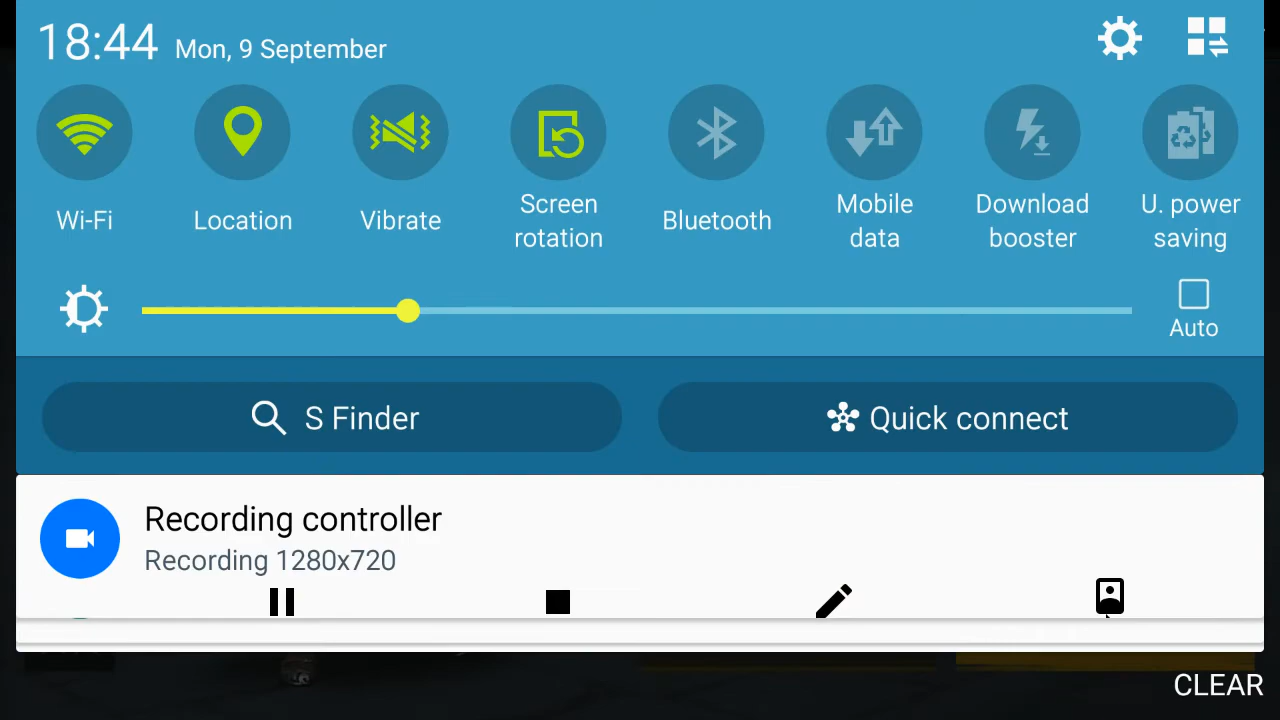 18:44 Mon, 9 September
Wi-Fi
Location
Vibrate
Screen
rotation
Bluetooth
Mobile
data
Download
booster
U. power
saving
Auto
S Finder
Quick connect
Recording controller
Recording 1280x720
CLEAR